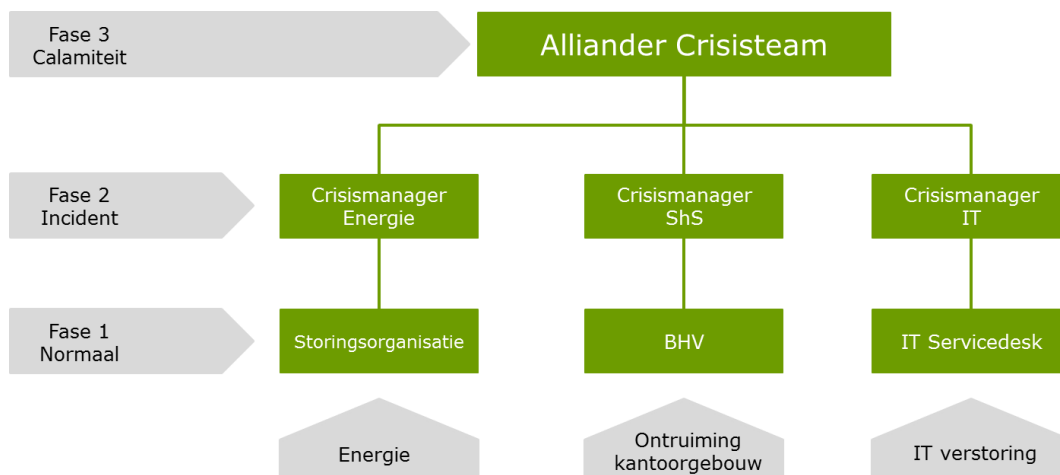 Fase 3
Calamiteit
Alliander Crisisteam
Fase 2
Incident
Crisismanager
Energie
Crisismanager
ShS
Crisismanager
IT
Fase 1
Normaal
Storingsorganisatie
BHV
IT Servicedesk
Energie
Ontruiming
kantoorgebouw
IT verstoring